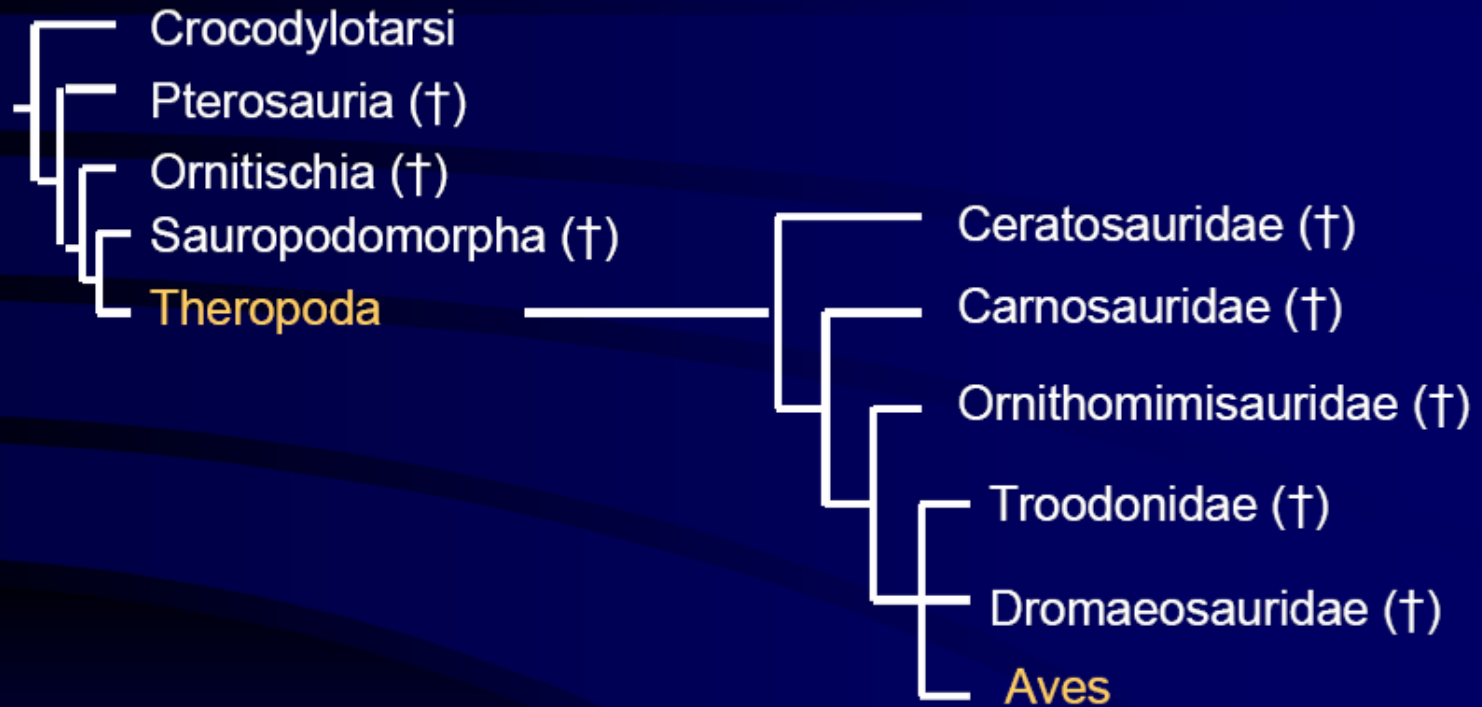 Crocodylotarsi
Pterosauria (†)
Ornitischia (†)
Sauropodomorpha (†)
Theropoda
Ceratosauridae (†)
Carnosauridae (†)
Ornithomimisauridae (†)
Troodonidae (†)
Dromaeosauridae (†)
Aves